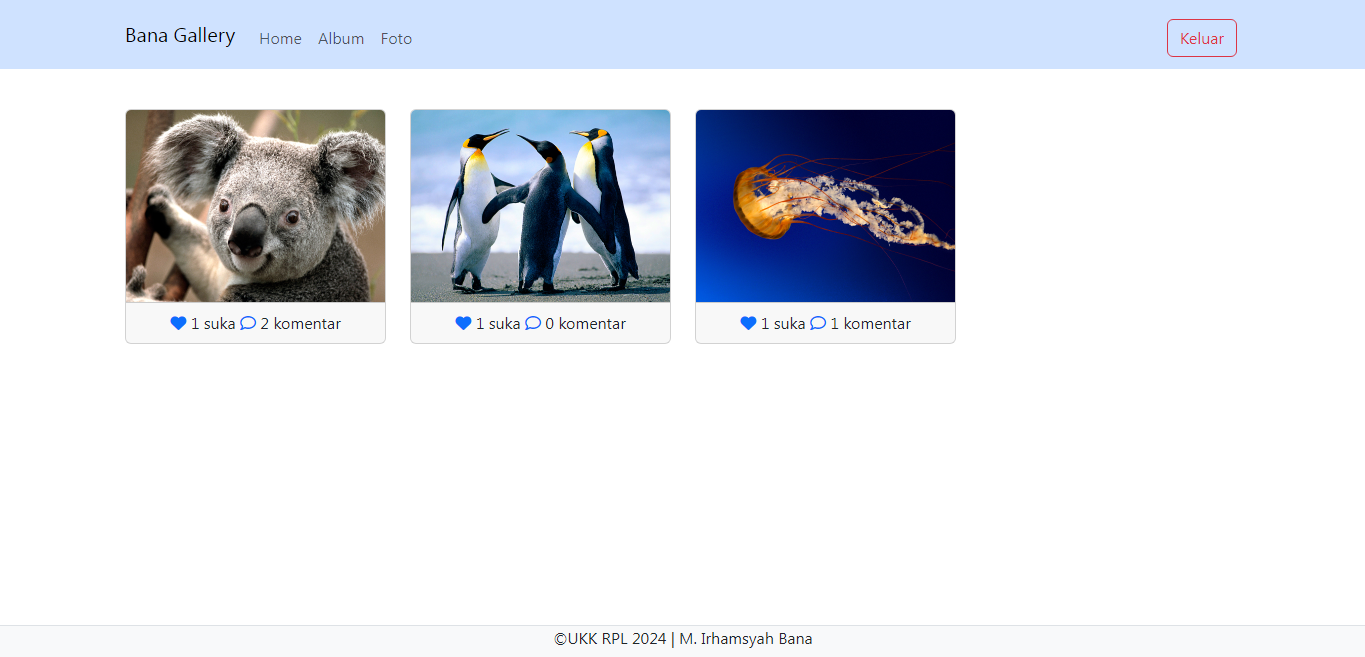 Bana Gallery Home Album Foto Keluar
1 suka 2 komentar
1 suka 0 komentar
1 suka 1 komentar
©UKK RPL 2024 | M. Irhamsyah Bana